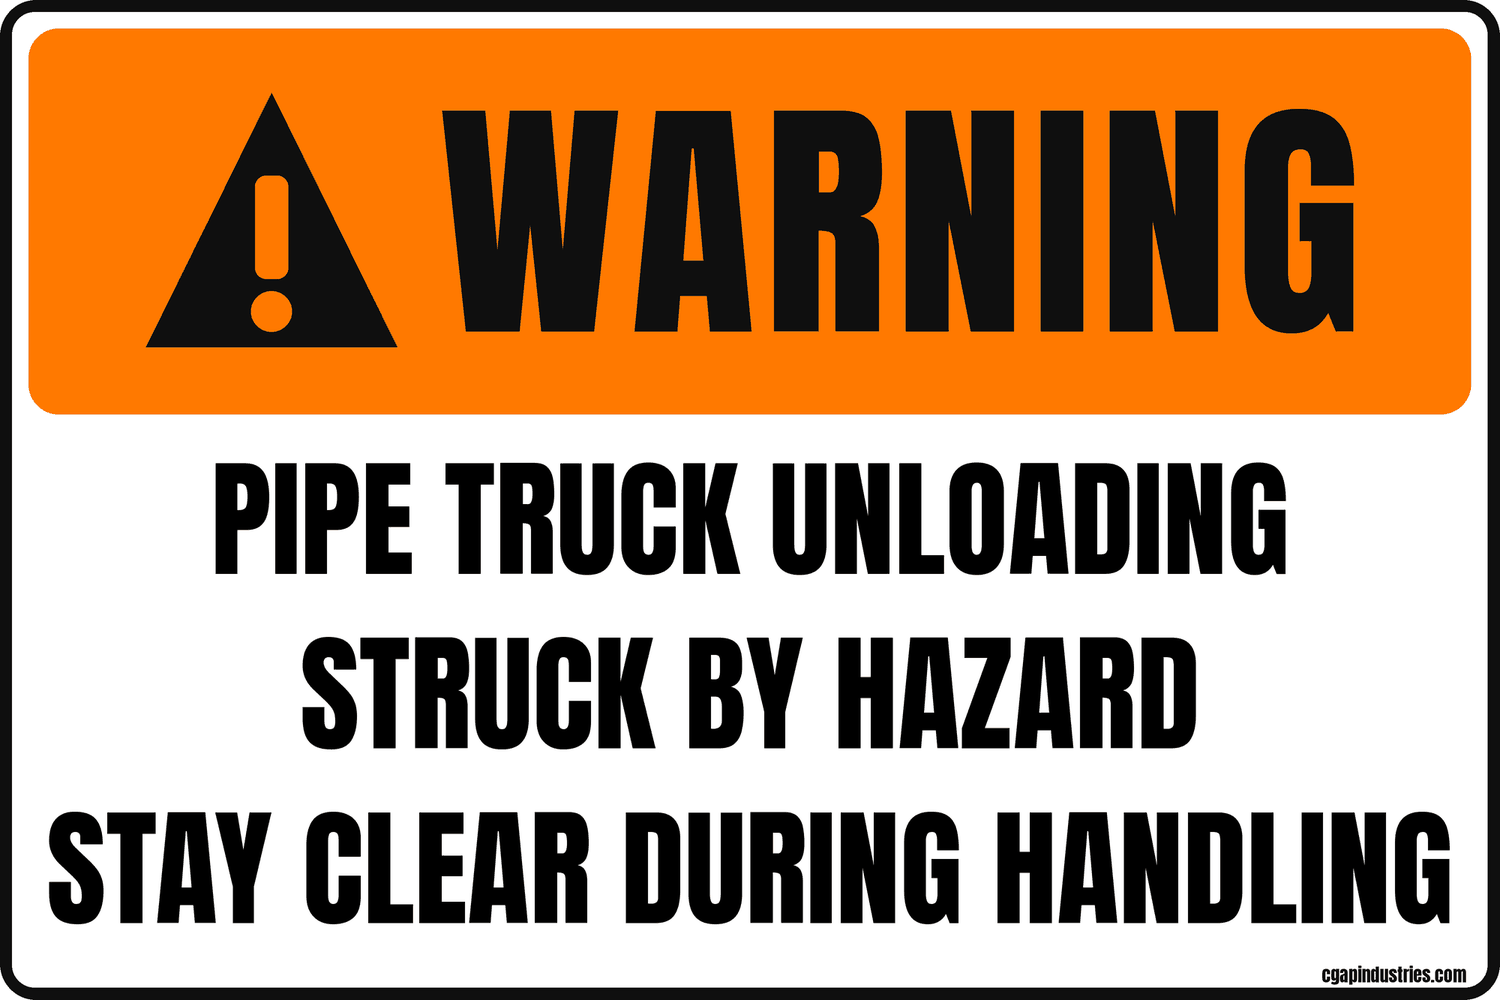 WARNING
PIPE TRUCK UNLOADING
STRUCK BY HAZARD
STAY CLEAR DURING HANDLING
cgapindustries.com